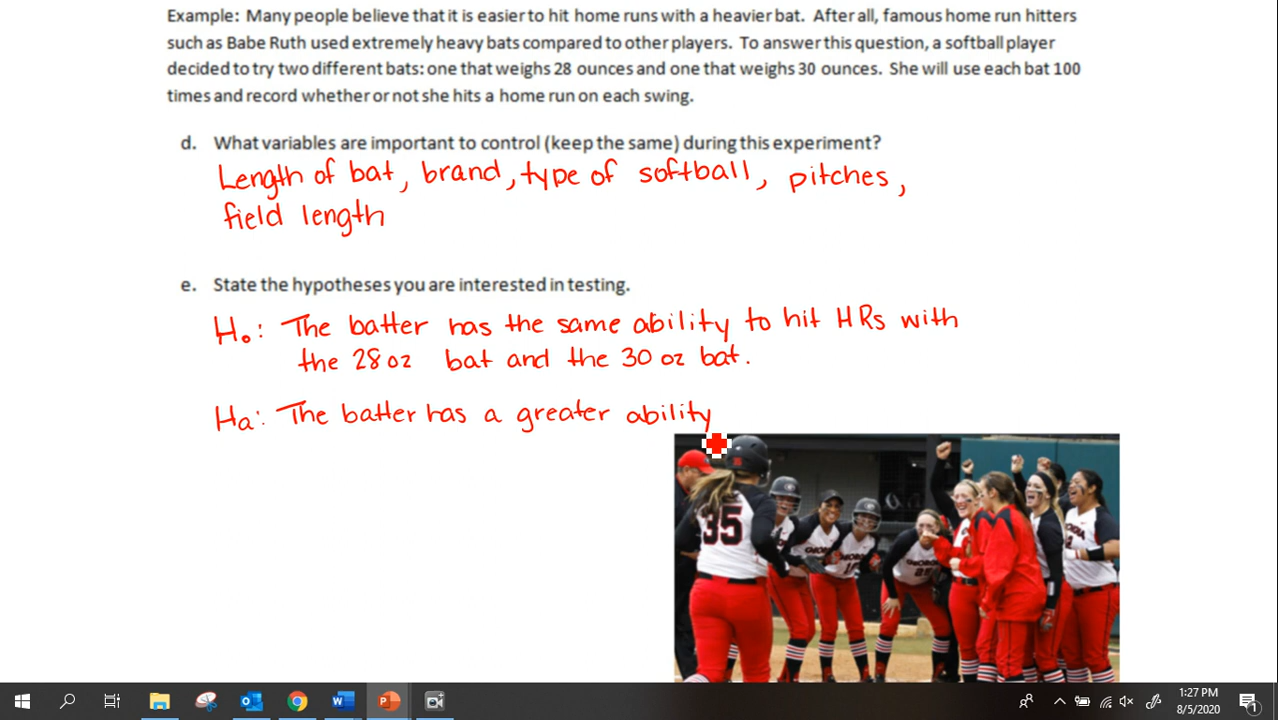 Example: Many people believe that it is easier to hit home runs with a heavier bat. After all, famous home run hitters
such as Babe Ruth used extremely heavy bats compared to other players. To answer this question, a softball player
decided to try two different bats: one that weighs 28 ounces and one that weighs 30 ounces. She will use each bat 100
times and record whether or not she hits a home run on each swing.
d. What variables are important to control (keep the same) during this experiment?
Length of bat, brand, type of softball, pitches,
field length
e. State the hypotheses you are interested in testing.
Ho: The batter has the same ability to hit HRs with
the 28 oz bat and the 30 oz bat.
Ha: The batter has a greater ability
35
1:27 PM
8/5/2020